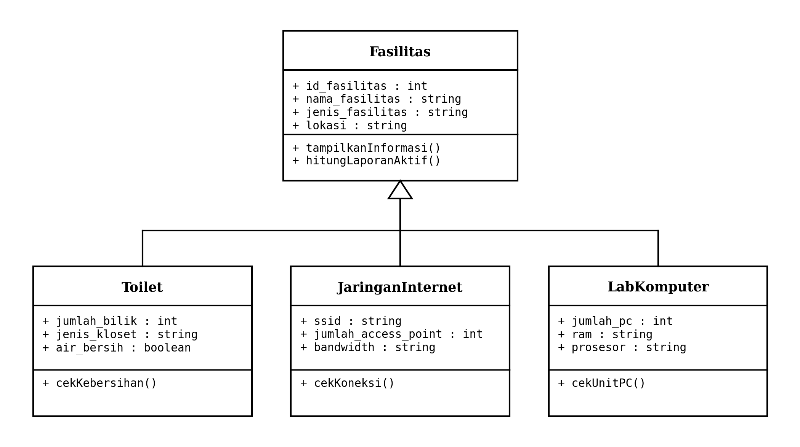 Fasilitas
+ id_fasilitas : int
+ nama_fasilitas : string
+ jenis_fasilitas : string
+ lokasi : string
+ tampilkanInformasi()
+ hitungLaporanAktif()
Toilet
+ jumlah_bilik : int
+ jenis_kloset : string
+ air_bersih : boolean
+ cekKebersihan()
JaringanInternet
+ ssid : string
+ jumlah_access_point : int
+ bandwidth : string
+ cekKoneksi()
LabKomputer
+ jumlah_pc : int
+ ram : string
+ prosesor : string
+ cekUnitPC()